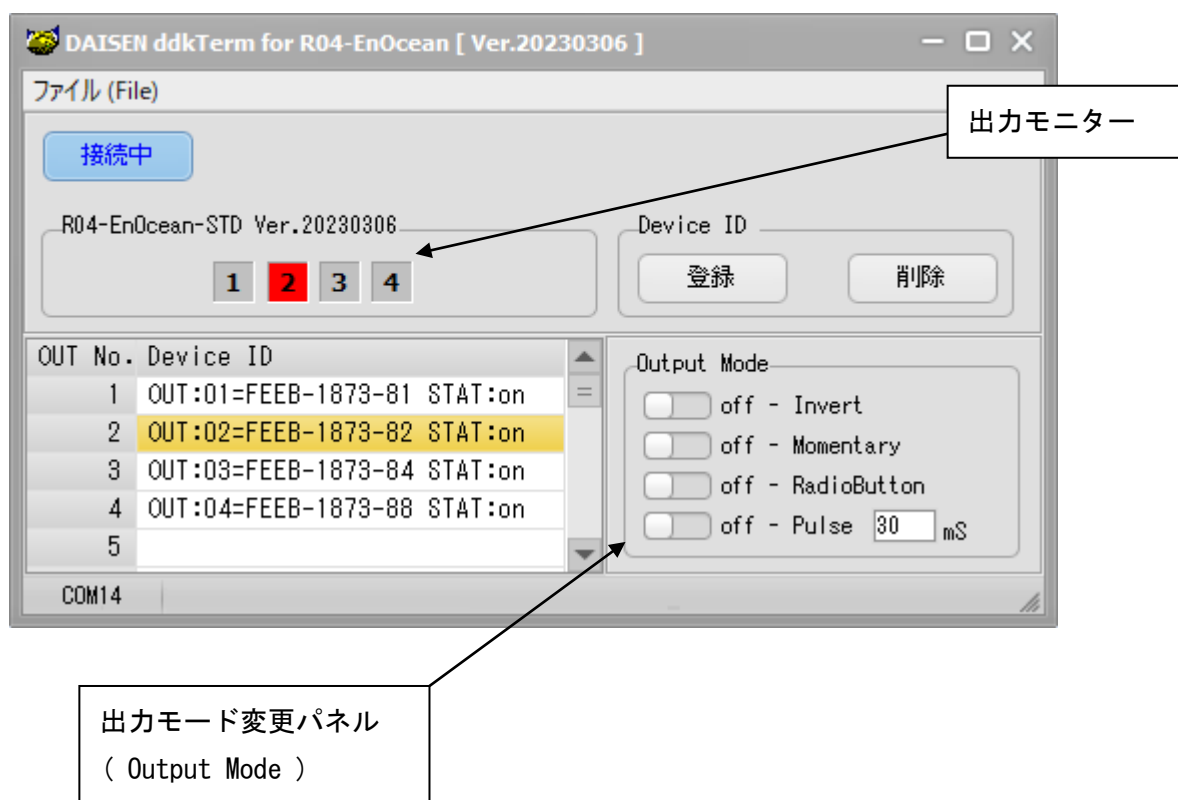 DAISEN ddkTerm for R04-EnOcean [ Ver.20230306 ]
ファイル (File)
出力モニター
接続中
R04-EnOcean-STD Ver.20230306
1 2 3 4
Device ID
登録 削除
OUT No. Device ID
1 OUT:01=FEEB-1873-81 STAT:on
2 OUT:02=FEEB-1873-82 STAT:on
3 OUT:03=FEEB-1873-84 STAT:on
4 OUT:04=FEEB-1873-88 STAT:on
5
Output Mode
off - Invert
off - Momentary
off - RadioButton
off - Pulse 30 mS
COM14
出力モード変更パネル
( Output Mode )